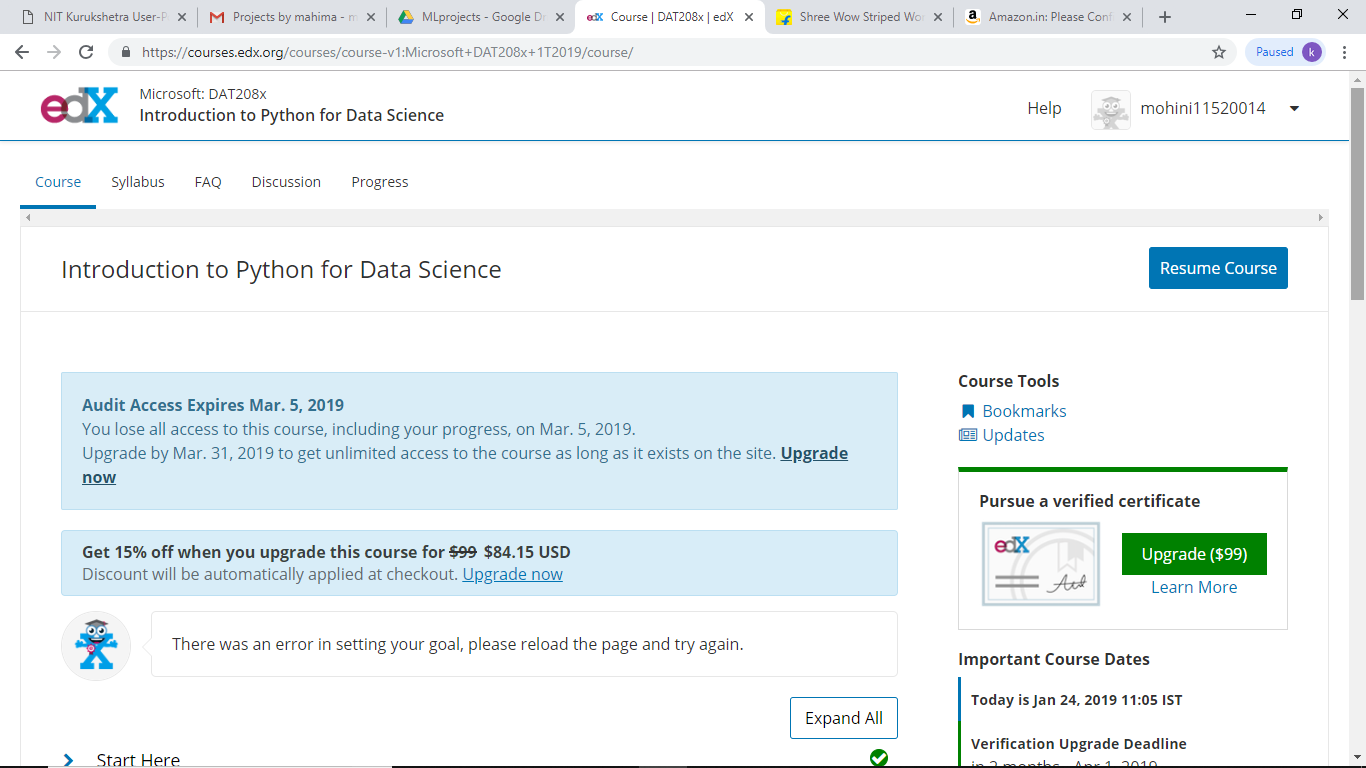 NIT Kurukshetra User-P
Projects by mahima - m
MLprojects - Google Dr
Course | DAT208x | edX
Shree Wow Striped Wo
Amazon.in: Please Conf
https://courses.edx.org/courses/course-v1:Microsoft+DAT208x+1T2019/course/
Paused k
edX
Microsoft: DAT208x
Introduction to Python for Data Science
Help
mohini11520014
Course Syllabus FAQ Discussion Progress
Introduction to Python for Data Science
Resume Course
Audit Access Expires Mar. 5, 2019
You lose all access to this course, including your progress, on Mar. 5, 2019.
Upgrade by Mar. 31, 2019 to get unlimited access to the course as long as it exists on the site. Upgrade
now
Get 15% off when you upgrade this course for $99 $84.15 USD
Discount will be automatically applied at checkout. Upgrade now
There was an error in setting your goal, please reload the page and try again.
Expand All
Start Here
Course Tools
Bookmarks
Updates
Pursue a verified certificate
edX
Upgrade ($99)
Learn More
Important Course Dates
Today is Jan 24, 2019 11:05 IST
Verification Upgrade Deadline
in 2 months - Apr 1, 2019